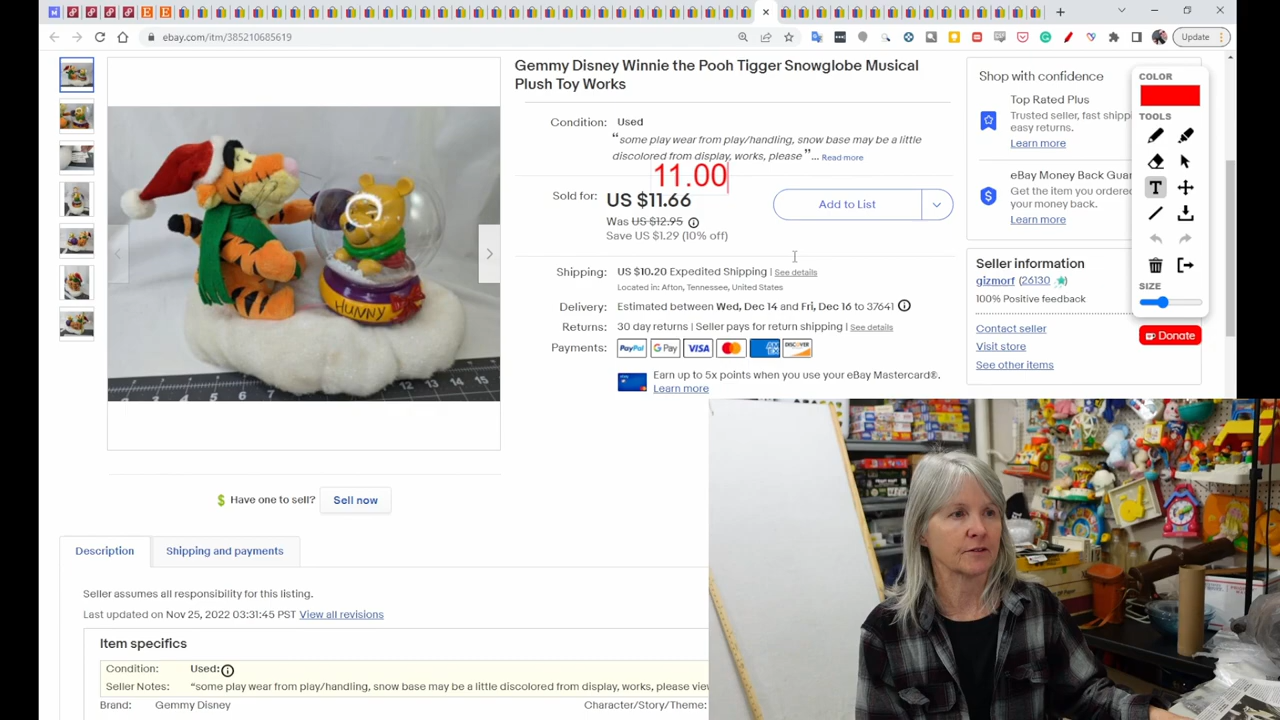 ebay.com/itm/385210685619
Update
Gemmy Disney Winnie the Pooh Tigger Snowglobe Musical
Plush Toy Works
Condition: Used
“some play wear from play/handling, snow base may be a little
discolored from display, works, please ”... Read more
11.00
Sold for: US $11.66
Was US $12.95
Save US $1.29 (10% off)
Add to List
Shipping: US $10.20 Expedited Shipping | See details
Located in: Afton, Tennessee, United States
Delivery: Estimated between Wed, Dec 14 and Fri, Dec 16 to 37641
Returns: 30 day returns | Seller pays for return shipping | See details
Payments: PayPal G Pay VISA DISCOVER
Earn up to 5x points when you use your eBay Mastercard®.
Learn more
Shop with confidence
Top Rated Plus
Trusted seller, fast shipp
easy returns.
Learn more
eBay Money Back Guar
Get the item you ordere
your money back.
Learn more
Seller information
gizmorf (26130)
100% Positive feedback
Contact seller
Visit store
See other items
COLOR
TOOLS
T
SIZE
Donate
HUNNY
Have one to sell? Sell now
Description Shipping and payments
Seller assumes all responsibility for this listing.
Last updated on Nov 25, 2022 03:31:45 PST View all revisions
Item specifics
Condition: Used:
Seller Notes: “some play wear from play/handling, snow base may be a little discolored from display, works, please view
Brand: Gemmy Disney
Character/Story/Theme: